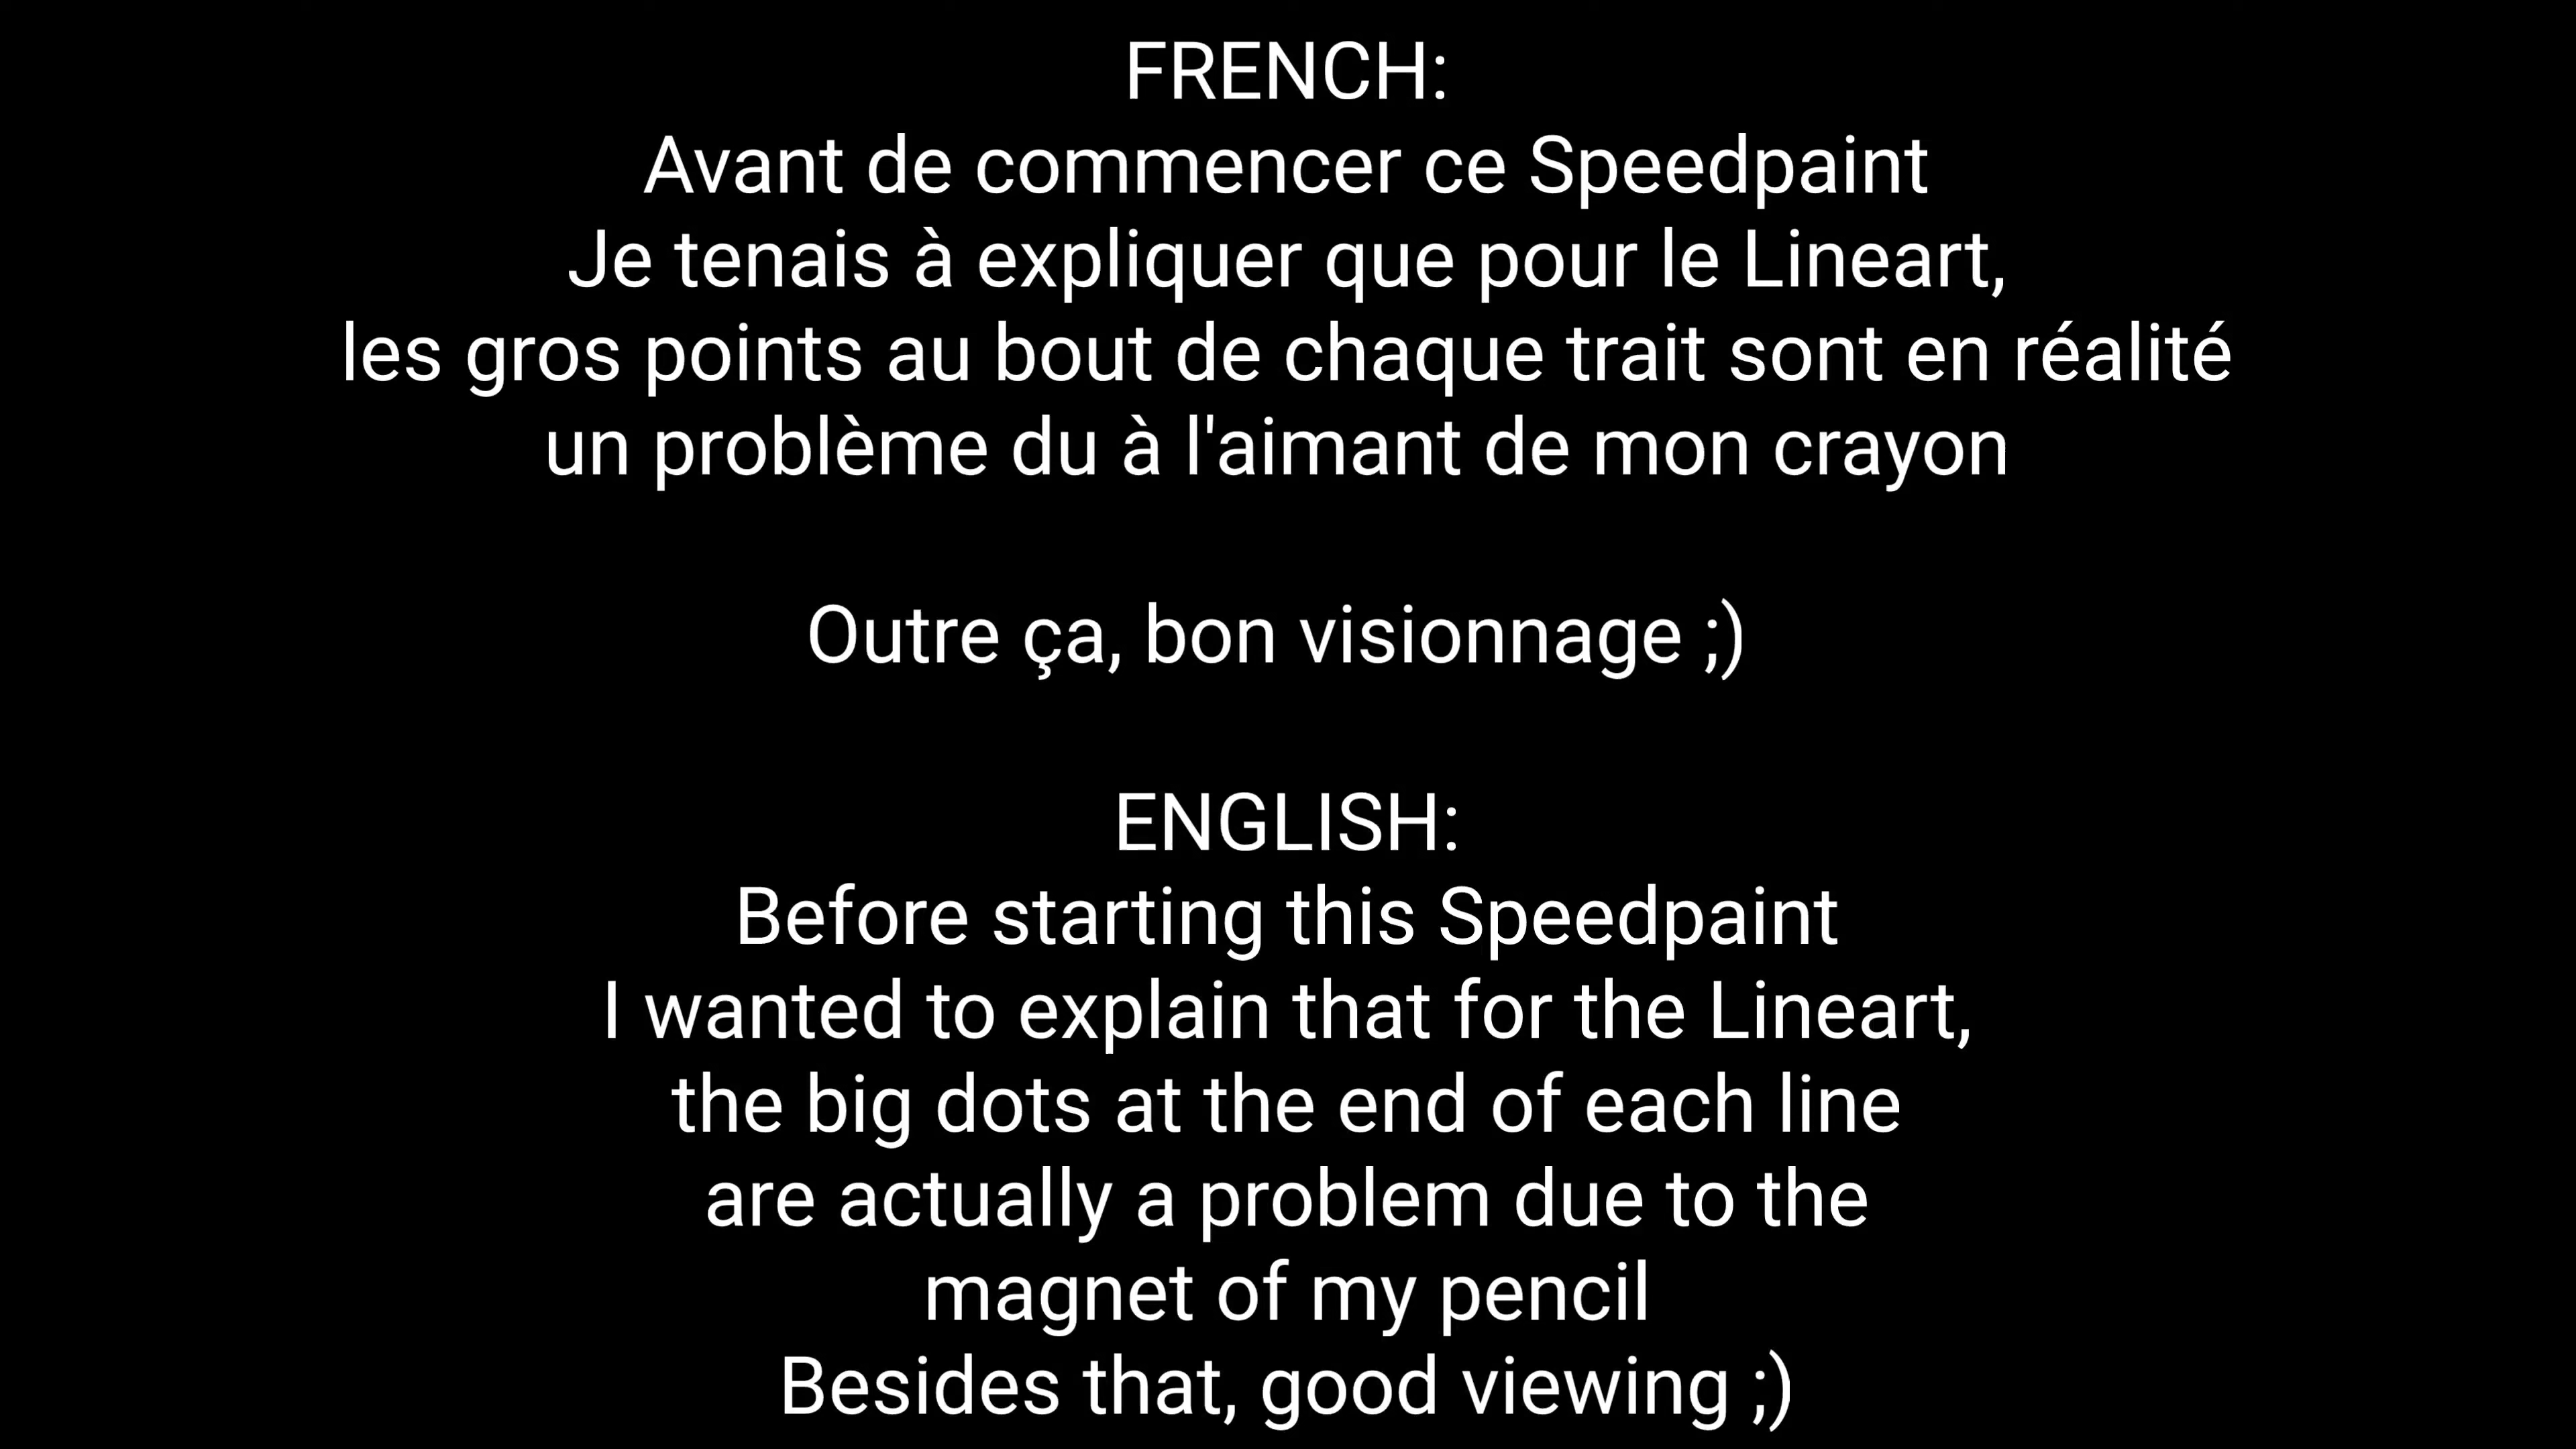 FRENCH:
Avant de commencer ce Speedpaint
Je tenais à expliquer que pour le Lineart,
les gros points au bout de chaque trait sont en réalité
un problème du à l'aimant de mon crayon
Outre ça, bon visionnage ;)
ENGLISH:
Before starting this Speedpaint
I wanted to explain that for the Lineart,
the big dots at the end of each line
are actually a problem due to the
magnet of my pencil
Besides that, good viewing ;)